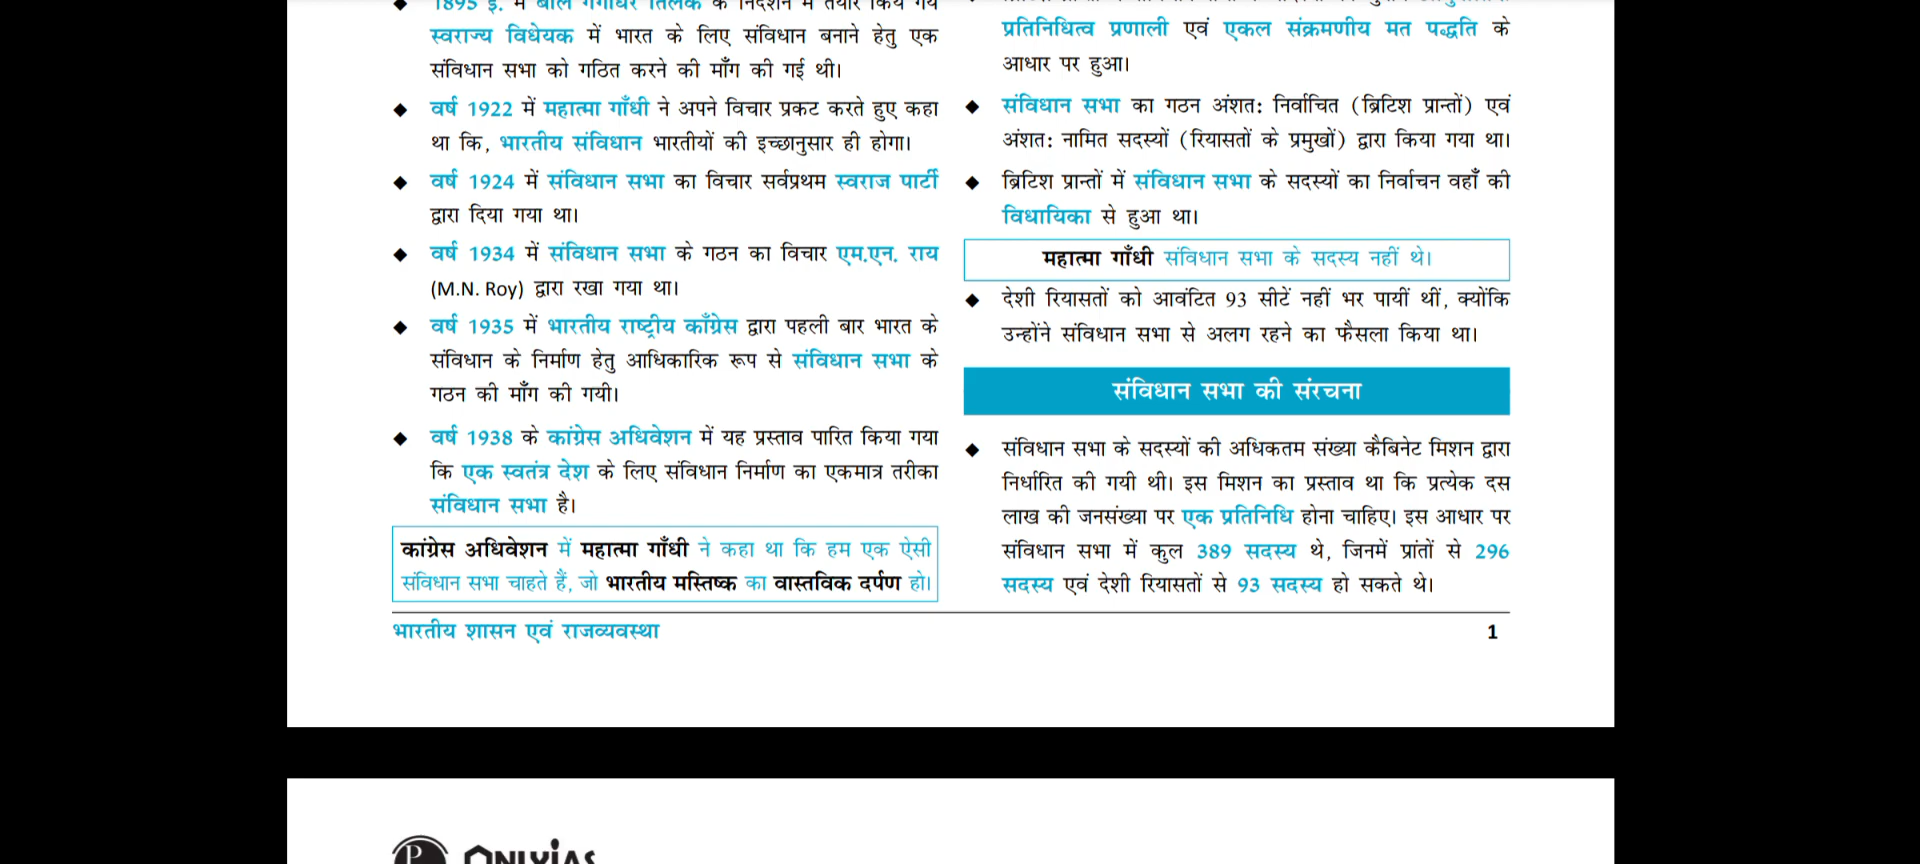 1895 ई. में बाल गंगाधर तिलक के निर्देशन में तैयार किये गये
स्वराज्य विधेयक में भारत के लिए संविधान बनाने हेतु एक
संविधान सभा को गठित करने की माँग की गई थी।
◆ वर्ष 1922 में महात्मा गाँधी ने अपने विचार प्रकट करते हुए कहा
था कि, भारतीय संविधान भारतीयों की इच्छानुसार ही होगा।
◆ वर्ष 1924 में संविधान सभा का विचार सर्वप्रथम स्वराज पार्टी
द्वारा दिया गया था।
◆ वर्ष 1934 में संविधान सभा के गठन का विचार एम.एन. राय
(M.N. Roy) द्वारा रखा गया था।
◆ वर्ष 1935 में भारतीय राष्ट्रीय काँग्रेस द्वारा पहली बार भारत के
संविधान के निर्माण हेतु आधिकारिक रूप से संविधान सभा के
गठन की माँग की गयी।
◆ वर्ष 1938 के कांग्रेस अधिवेशन में यह प्रस्ताव पारित किया गया
कि एक स्वतंत्र देश के लिए संविधान निर्माण का एकमात्र तरीका
संविधान सभा है।
कांग्रेस अधिवेशन में महात्मा गाँधी ने कहा था कि हम एक ऐसी
संविधान सभा चाहते हैं, जो भारतीय मस्तिष्क का वास्तविक दर्पण हो।
प्रतिनिधित्व प्रणाली एवं एकल संक्रमणीय मत पद्धति के
आधार पर हुआ।
◆ संविधान सभा का गठन अंशत: निर्वाचित (ब्रिटिश प्रान्तों) एवं
अंशत: नामित सदस्यों (रियासतों के प्रमुखों) द्वारा किया गया था।
◆ ब्रिटिश प्रान्तों में संविधान सभा के सदस्यों का निर्वाचन वहाँ की
विधायिका से हुआ था।
महात्मा गाँधी संविधान सभा के सदस्य नहीं थे।
◆ देशी रियासतों को आवंटित 93 सीटें नहीं भर पायीं थीं, क्योंकि
उन्होंने संविधान सभा से अलग रहने का फैसला किया था।
संविधान सभा की संरचना
◆ संविधान सभा के सदस्यों की अधिकतम संख्या कैबिनेट मिशन द्वारा
निर्धारित की गयी थी। इस मिशन का प्रस्ताव था कि प्रत्येक दस
लाख की जनसंख्या पर एक प्रतिनिधि होना चाहिए। इस आधार पर
संविधान सभा में कुल 389 सदस्य थे, जिनमें प्रांतों से 296
सदस्य एवं देशी रियासतों से 93 सदस्य हो सकते थे।
भारतीय शासन एवं राजव्यवस्था 1
P ONLYIAS